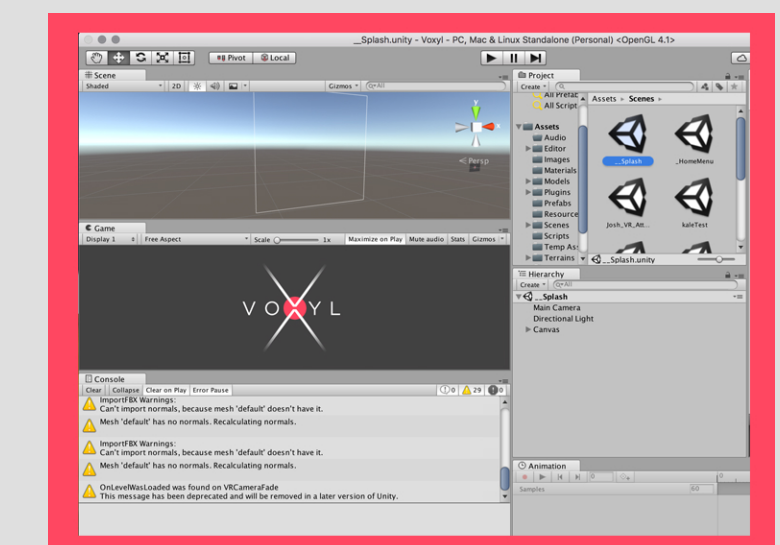 __Splash.unity - Voxyl - PC, Mac & Linux Standalone (Personal) <OpenGL 4.1>
Pivot Local
Scene
Shaded 2D Gizmos All
Persp
Game
Display 1 Free Aspect Scale 1x Maximize on Play Mute audio Stats Gizmos
VOXYL
Console
Clear Collapse Clear on Play Error Pause 0 29 0
ImportFBX Warnings:
Can't import normals, because mesh 'default' doesn't have it.
Mesh 'default' has no normals. Recalculating normals.
ImportFBX Warnings:
Can't import normals, because mesh 'default' doesn't have it.
Mesh 'default' has no normals. Recalculating normals.
OnLevelWasLoaded was found on VRCameraFade
This message has been deprecated and will be removed in a later version of Unity.
Project
Create
All Prefab
All Script
Assets
Audio
Editor
Images
Materials
Models
Plugins
Prefabs
Resource
Scenes
Scripts
Temp As
Terrains
Assets Scenes
__Splash _HomeMenu
Josh_VR_Att... kaleTest
__Splash.unity
Hierarchy
Create All
__Splash
Main Camera
Directional Light
Canvas
Animation
0 0
Samples 60